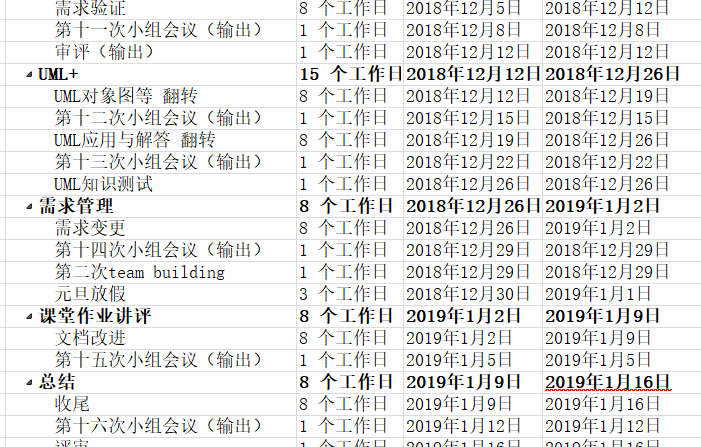 需求验证 8 个工作日 2018年12月5日 2018年12月12日
第十一次小组会议（输出） 1 个工作日 2018年12月8日 2018年12月8日
审评（输出） 1 个工作日 2018年12月12日 2018年12月12日
UML+ 15 个工作日 2018年12月12日 2018年12月26日
UML对象图等 翻转 8 个工作日 2018年12月12日 2018年12月19日
第十二次小组会议（输出） 1 个工作日 2018年12月15日 2018年12月15日
UML应用与解答 翻转 8 个工作日 2018年12月19日 2018年12月26日
第十三次小组会议（输出） 1 个工作日 2018年12月22日 2018年12月22日
UML知识测试 1 个工作日 2018年12月26日 2018年12月26日
需求管理 8 个工作日 2018年12月26日 2019年1月2日
需求变更 8 个工作日 2018年12月26日 2019年1月2日
第十四次小组会议（输出） 1 个工作日 2018年12月29日 2018年12月29日
第二次team building 1 个工作日 2018年12月29日 2018年12月29日
元旦放假 3 个工作日 2018年12月30日 2019年1月1日
课堂作业讲评 8 个工作日 2019年1月2日 2019年1月9日
文档改进 8 个工作日 2019年1月2日 2019年1月9日
第十五次小组会议（输出） 1 个工作日 2019年1月5日 2019年1月5日
总结 8 个工作日 2019年1月9日 2019年1月16日
收尾 8 个工作日 2019年1月9日 2019年1月16日
第十六次小组会议（输出） 1 个工作日 2019年1月12日 2019年1月12日